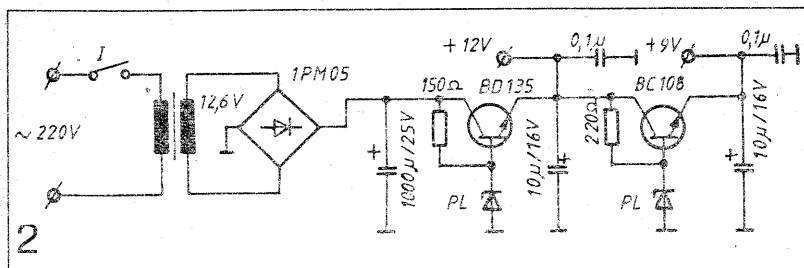 I
~ 220V
12,6V
1PM05
1000µ/25V
150Ω
BD135
PL
+12V
0,1µ
10µ/16V
220Ω
BC108
PL
+9V
0,1µ
10µ/16V
+
+
+
2